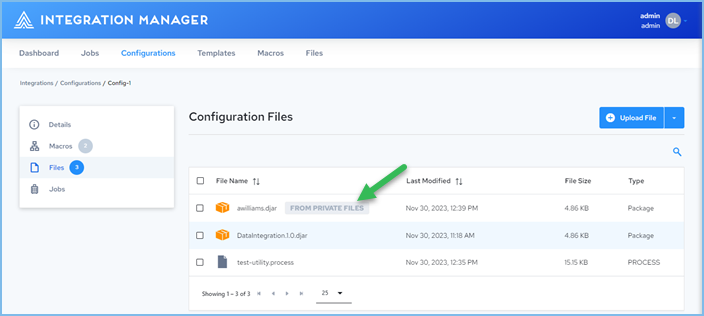 INTEGRATION MANAGER
admin
admin
DL
Dashboard Jobs Configurations Templates Macros Files
Integrations / Configurations / Config-1
Details
Macros 3
Files 3
Jobs
Configuration Files
Upload File
File Name Last Modified File Size Type
awilliams.djar FROM PRIVATE FILES Nov 30, 2023, 12:39 PM 4.86 KB Package
DataIntegration.1.0.djar Nov 30, 2023, 11:18 AM 4.86 KB Package
test-utility.process Nov 30, 2023, 12:35 PM 15.15 KB PROCESS
Showing 1 – 3 of 3 25